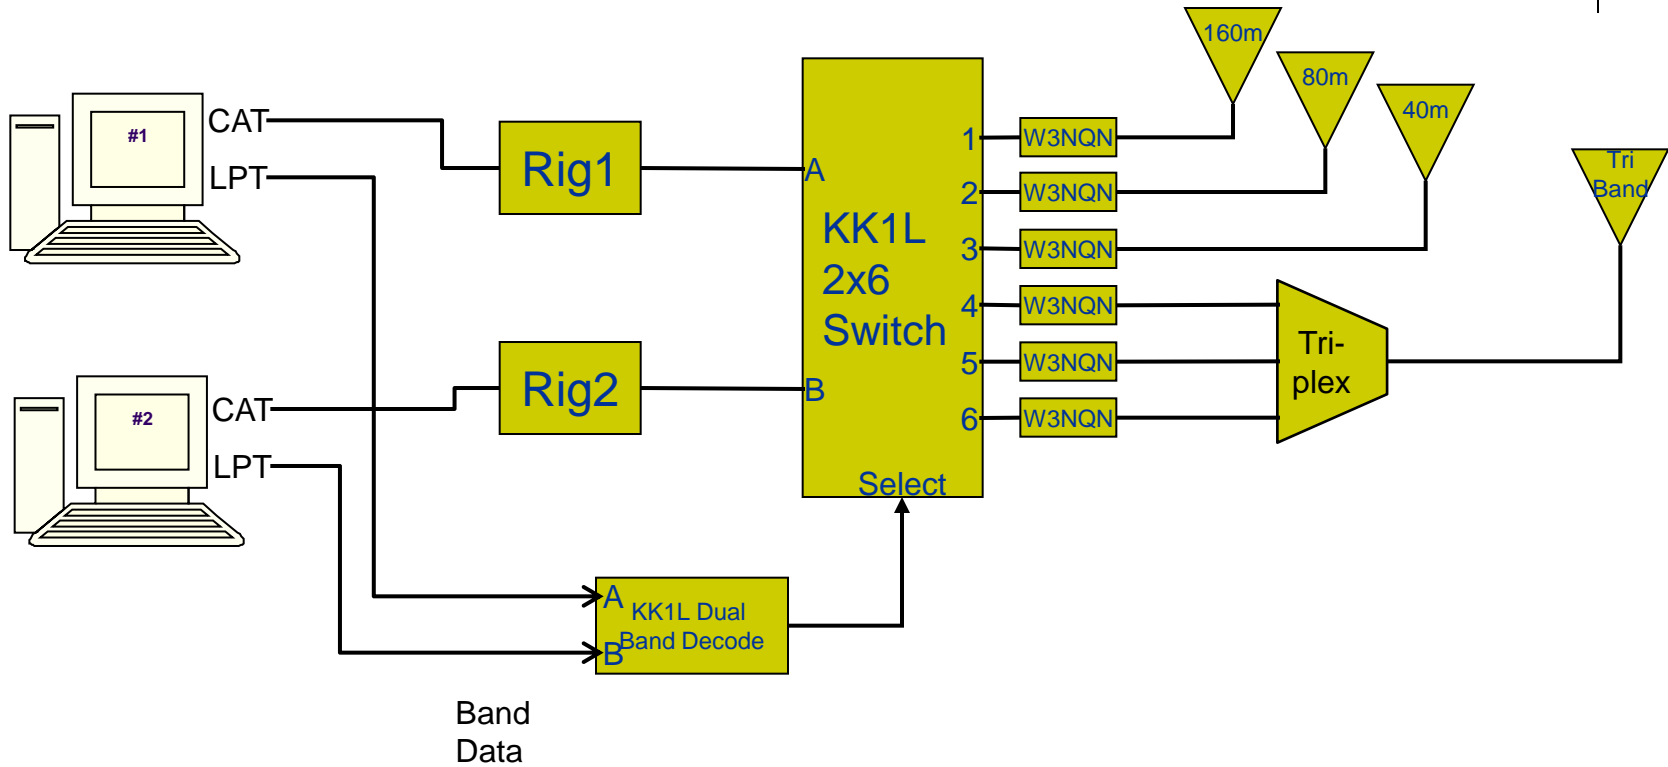 160m
80m
40m
Tri
Band
#1
CAT
LPT
Rig1
A
KK1L
2x6
Switch
B
Select
1
2
3
4
5
6
W3NQN
W3NQN
W3NQN
W3NQN
W3NQN
W3NQN
Tri-
plex
#2
CAT
LPT
Rig2
A
B
KK1L Dual
Band Decode
Band
Data